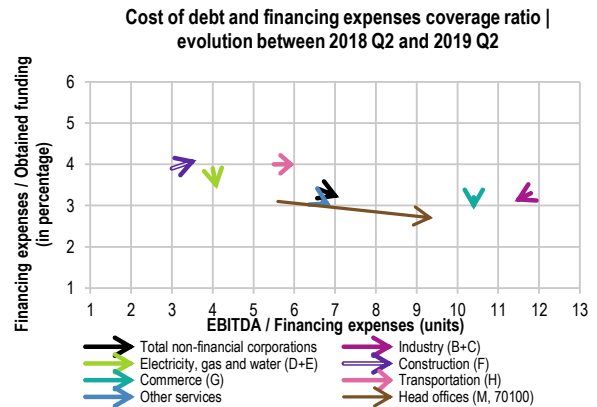 Cost of debt and financing expenses coverage ratio |
evolution between 2018 Q2 and 2019 Q2
Financing expenses / Obtained funding
(in percentage)
6
5
4
3
2
1
1 2 3 4 5 6 7 8 9 10 11 12 13
EBITDA / Financing expenses (units)
Total non-financial corporations
Industry (B+C)
Electricity, gas and water (D+E)
Construction (F)
Commerce (G)
Transportation (H)
Other services
Head offices (M, 70100)